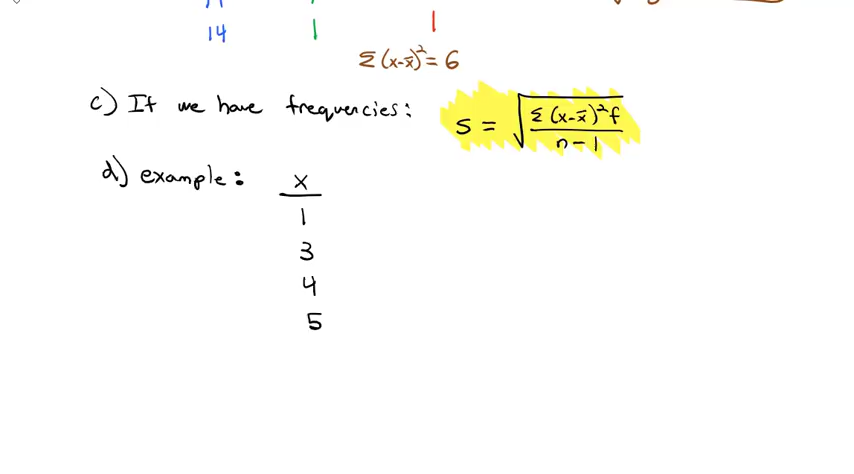 14 1 1
Σ(x-x̄)²= 6
c) If we have frequencies: s = √(Σ(x-x̄)²f / n-1)
d) example: x
1
3
4
5